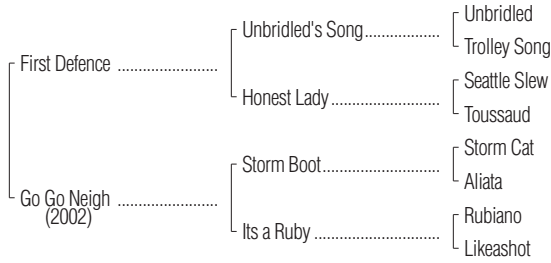 Unbridled
Unbridled's Song
Trolley Song
First Defence
Seattle Slew
Honest Lady
Toussaud
Storm Cat
Storm Boot
Aliata
Go Go Neigh
(2002)
Rubiano
Its a Ruby
Likeashot